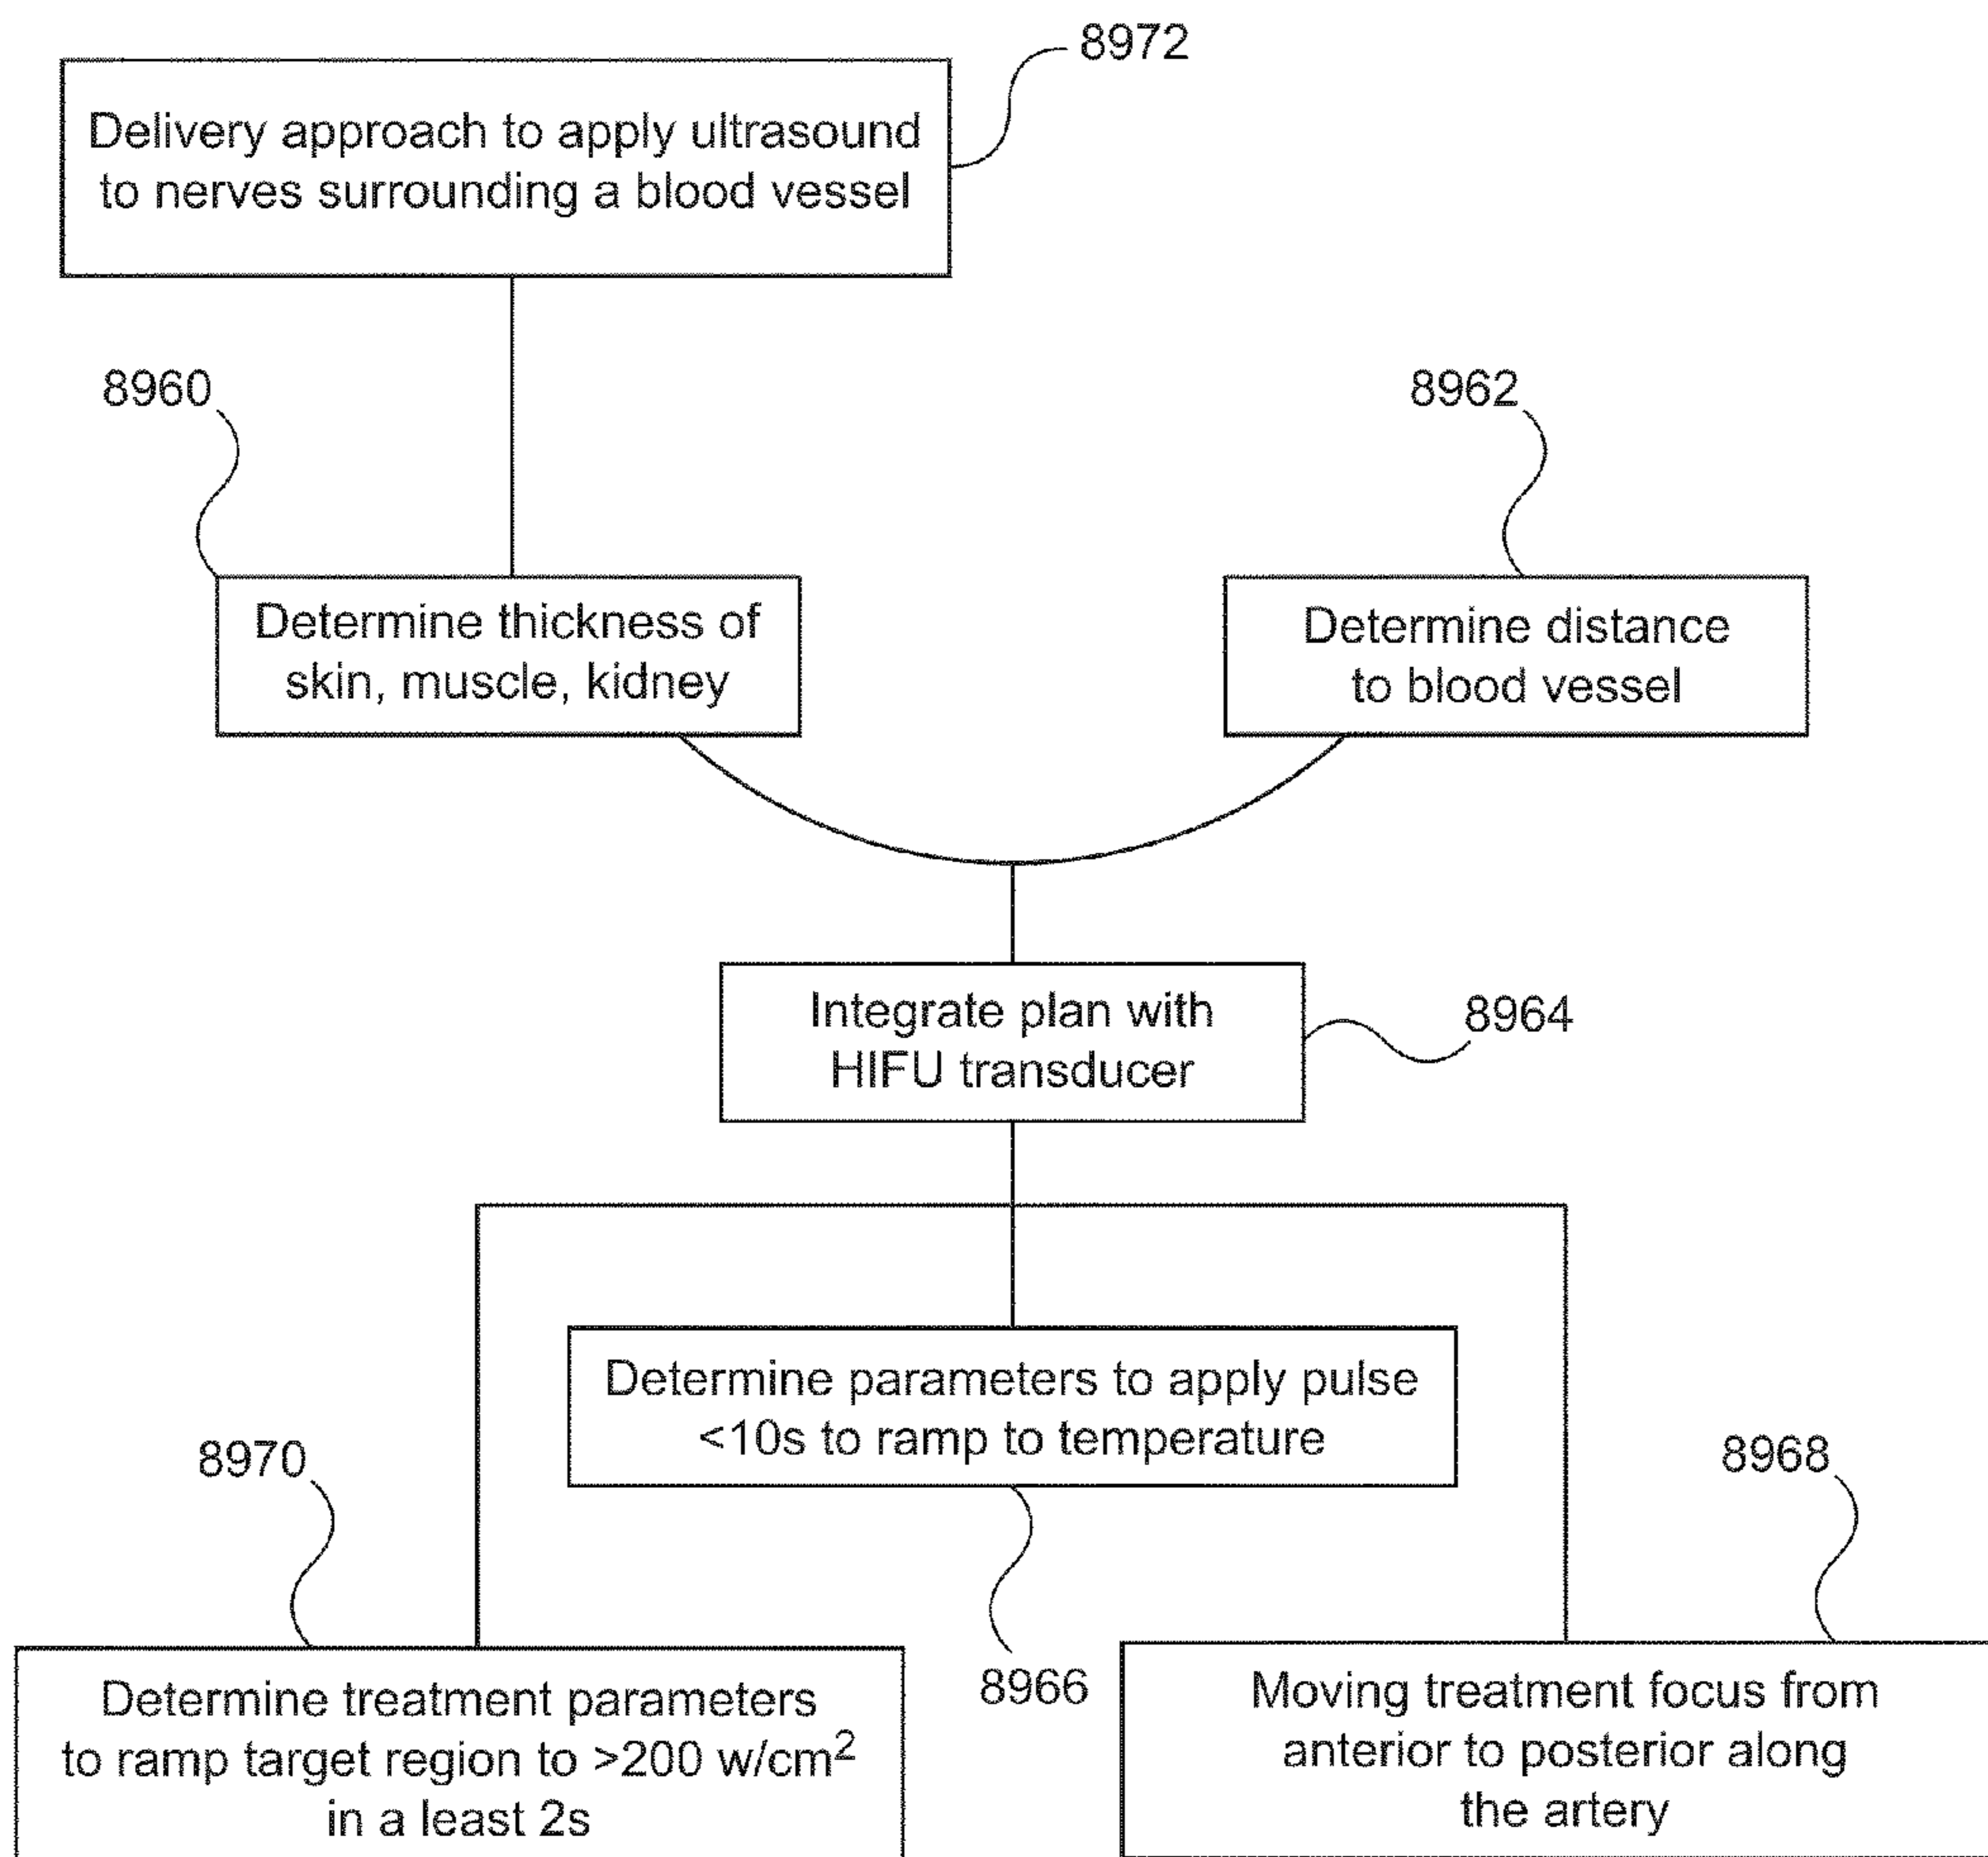 8972
Delivery approach to apply ultrasound
to nerves surrounding a blood vessel
8960
8962
Determine thickness of
skin, muscle, kidney
Determine distance
to blood vessel
Integrate plan with
HIFU transducer
8964
Determine parameters to apply pulse
<10s to ramp to temperature
8970
8968
8966
Determine treatment parameters
to ramp target region to >200 w/cm²
in a least 2s
Moving treatment focus from
anterior to posterior along
the artery